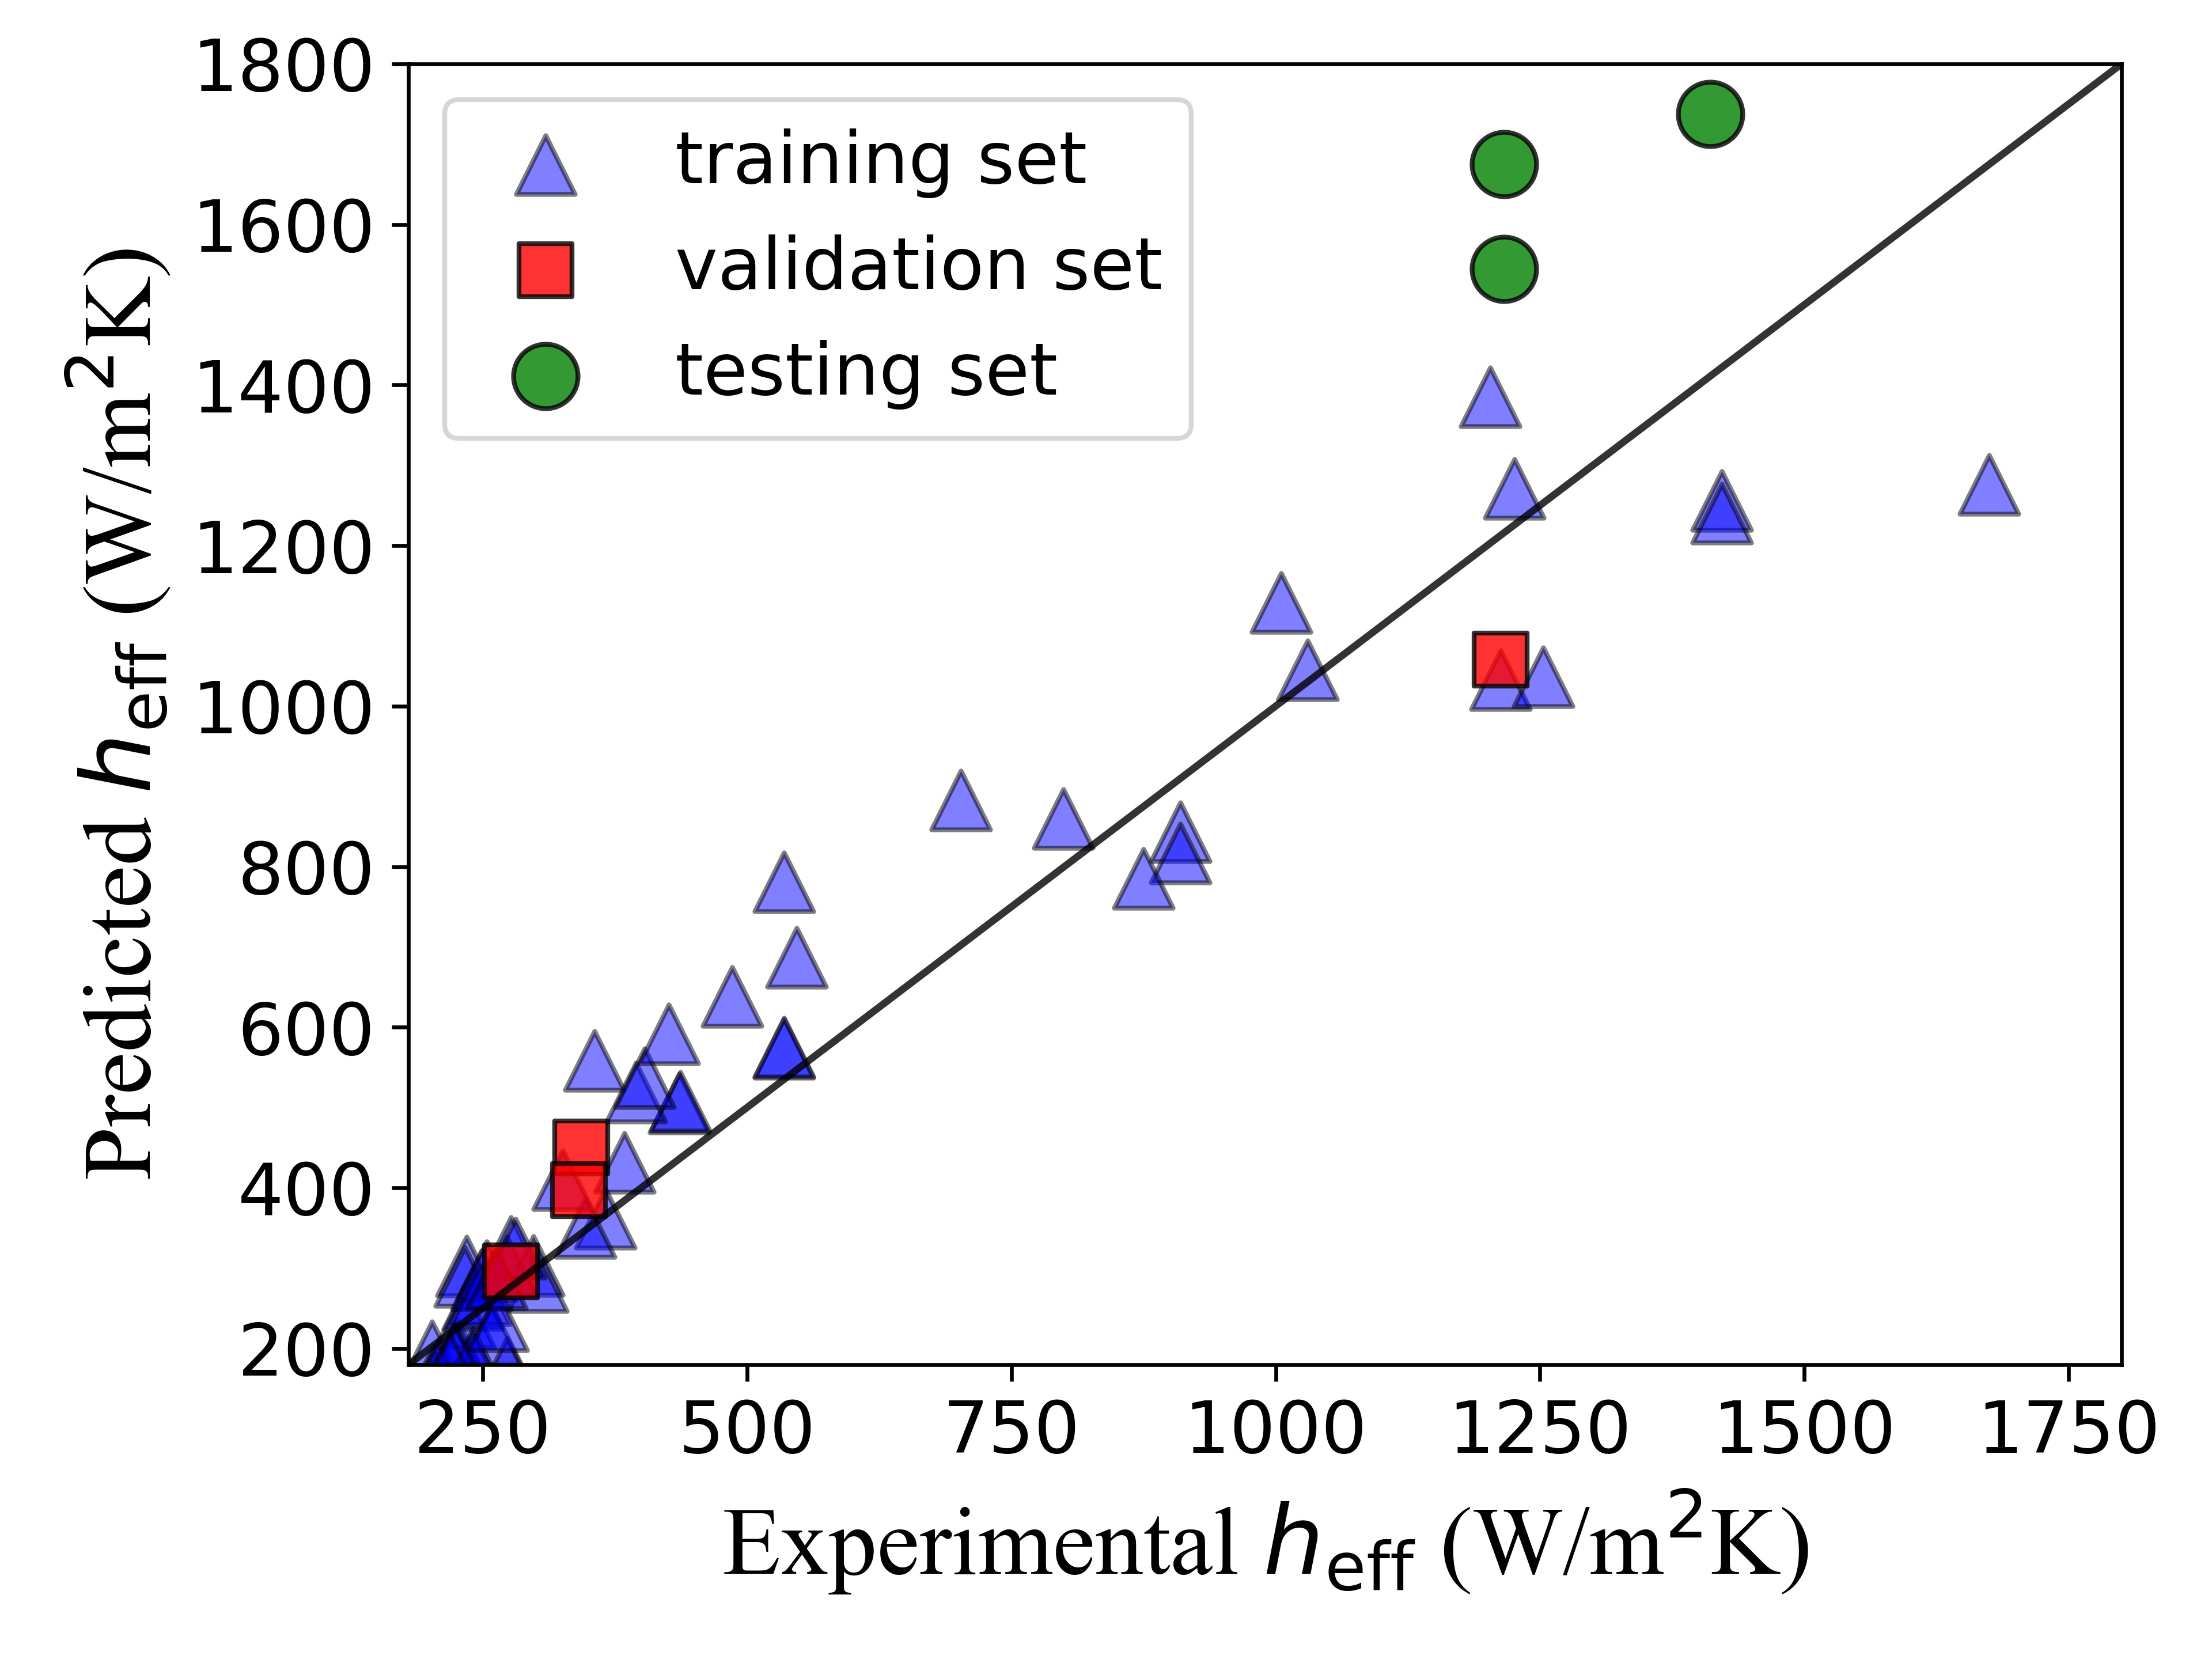 1800
1600
1400
1200
1000
800
600
400
200
Predicted h_eff (W/m²K)
training set
validation set
testing set
250 500 750 1000 1250 1500 1750
Experimental h_eff (W/m²K)